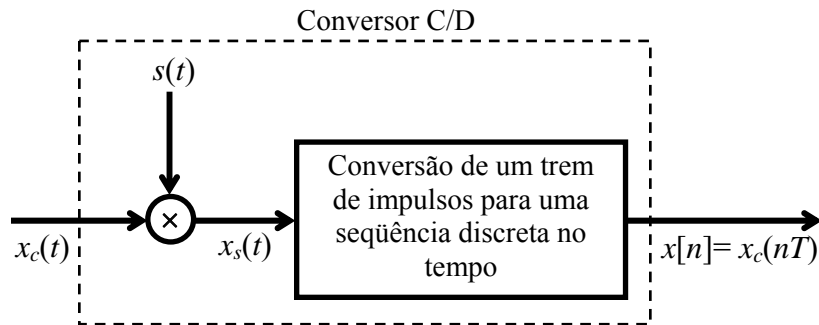 Conversor C/D
s(t)
Conversão de um trem
de impulsos para uma
seqüência discreta no
tempo
×
x_c(t)
x_s(t)
x[n]= x_c(nT)